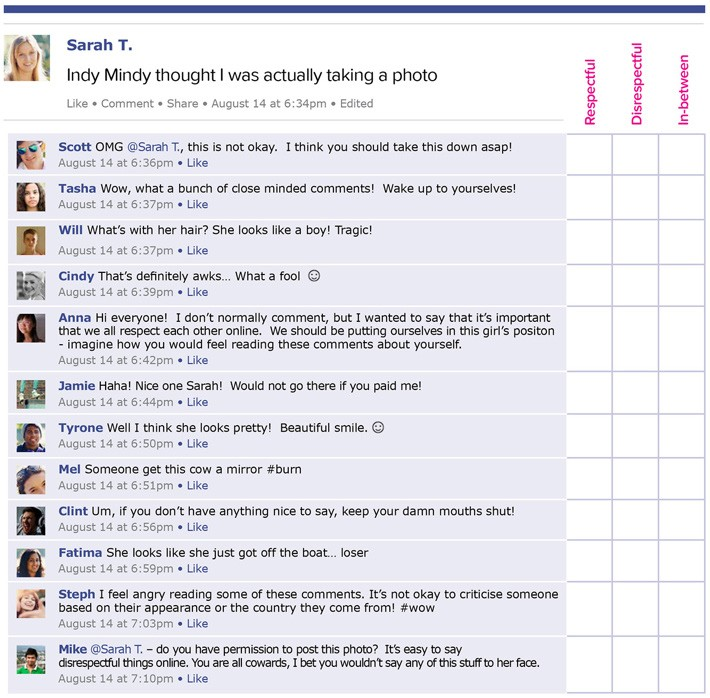 Sarah T.
Indy Mindy thought I was actually taking a photo
Like • Comment • Share • August 14 at 6:34pm • Edited
Respectful
Disrespectful
In-between
Scott OMG @Sarah T., this is not okay. I think you should take this down asap!
August 14 at 6:36pm • Like
Tasha Wow, what a bunch of close minded comments! Wake up to yourselves!
August 14 at 6:37pm • Like
Will What's with her hair? She looks like a boy! Tragic!
August 14 at 6:37pm • Like
Cindy That's definitely awks... What a fool ☺
August 14 at 6:39pm • Like
Anna Hi everyone! I don't normally comment, but I wanted to say that it's important
that we all respect each other online. We should be putting ourselves in this girl's positon
- imagine how you would feel reading these comments about yourself.
August 14 at 6:42pm • Like
Jamie Haha! Nice one Sarah! Would not go there if you paid me!
August 14 at 6:44pm • Like
Tyrone Well I think she looks pretty! Beautiful smile. ☺
August 14 at 6:50pm • Like
Mel Someone get this cow a mirror #burn
August 14 at 6:51pm • Like
Clint Um, if you don't have anything nice to say, keep your damn mouths shut!
August 14 at 6:56pm • Like
Fatima She looks like she just got off the boat... loser
August 14 at 6:59pm • Like
Steph I feel angry reading some of these comments. It's not okay to criticise someone
based on their appearance or the country they come from! #wow
August 14 at 7:03pm • Like
Mike @Sarah T. – do you have permission to post this photo? It's easy to say
disrespectful things online. You are all cowards, I bet you wouldn't say any of this stuff to her face.
August 14 at 7:10pm • Like